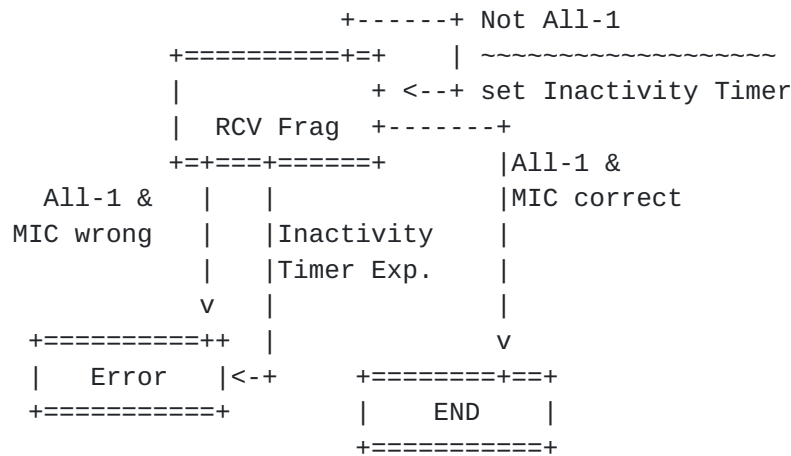 +------+ Not All-1
          +==========+=+    | ~~~~~~~~~~~~~~~~~~~
          |            + <--+ set Inactivity Timer
          |  RCV Frag  +-------+
          +=+===+======+       |All-1 &
  All-1 &   |   |              |MIC correct
MIC wrong   |   |Inactivity    |
            |   |Timer Exp.    |
            v   |              |
 +==========++  |              v
 |   Error   |<-+     +========+==+
 +===========+        |    END    |
                      +===========+